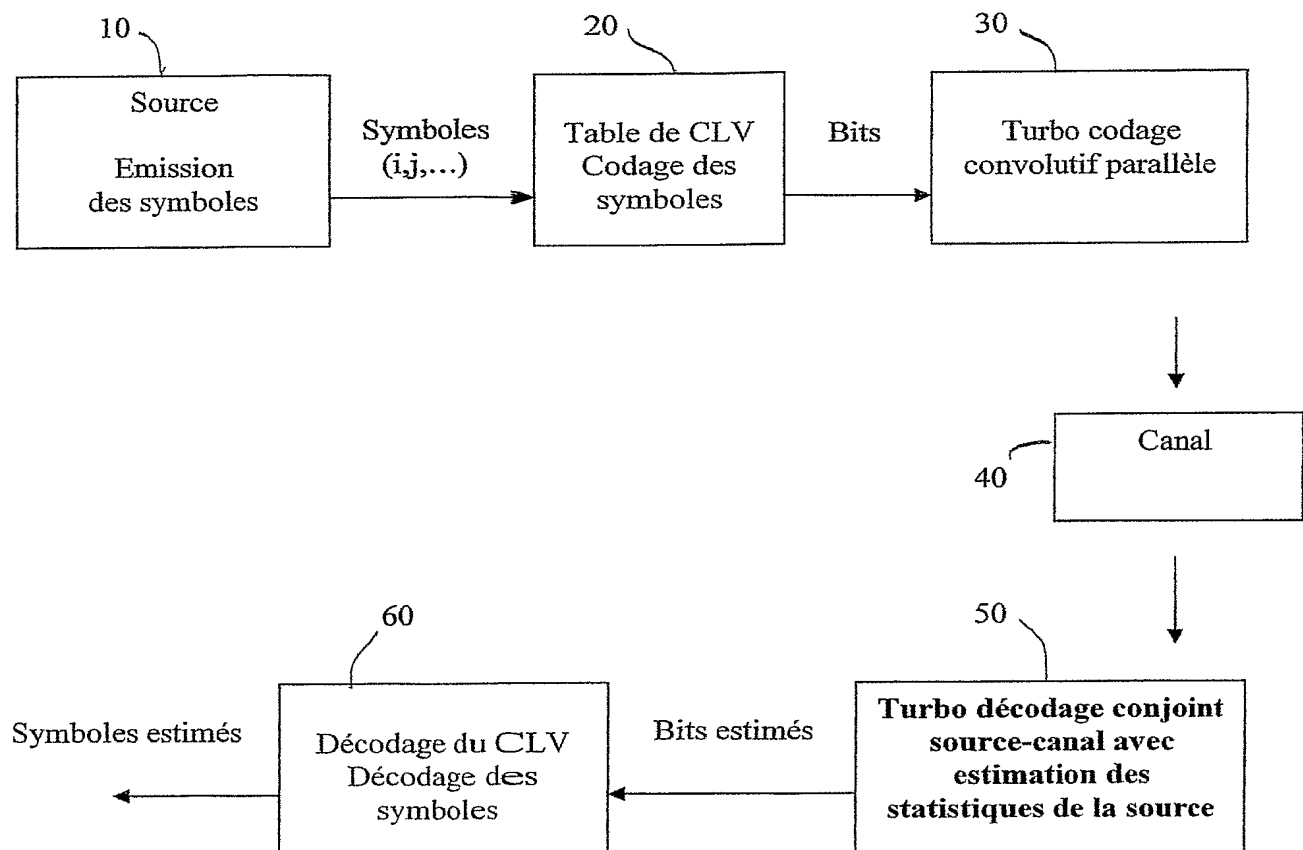 10
20
30
Source
Emission
des symboles
Symboles
(i,j,...)
Table de CLV
Codage des
symboles
Bits
Turbo codage
convolutif parallèle
40
Canal
60
50
Symboles estimés
Décodage du CLV
Décodage des
symboles
Bits estimés
Turbo décodage conjoint
source-canal avec
estimation des
statistiques de la source